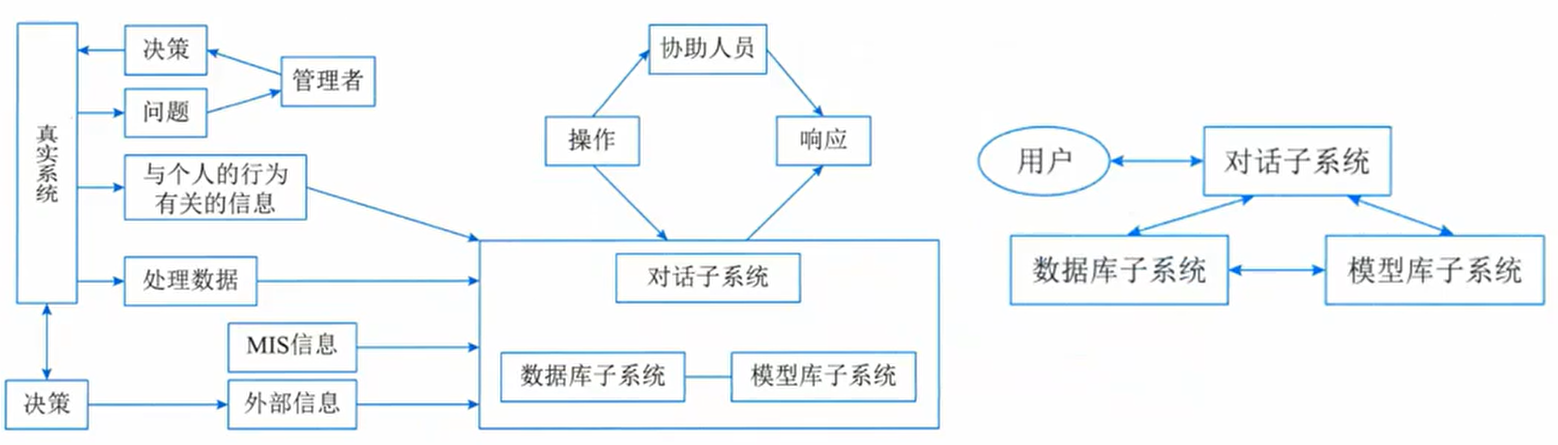 决策
管理者
问题
真实系统
与个人的行为
有关的信息
处理数据
MIS信息
决策
外部信息
协助人员
操作
响应
对话子系统
数据库子系统
模型库子系统
用户
对话子系统
数据库子系统
模型库子系统